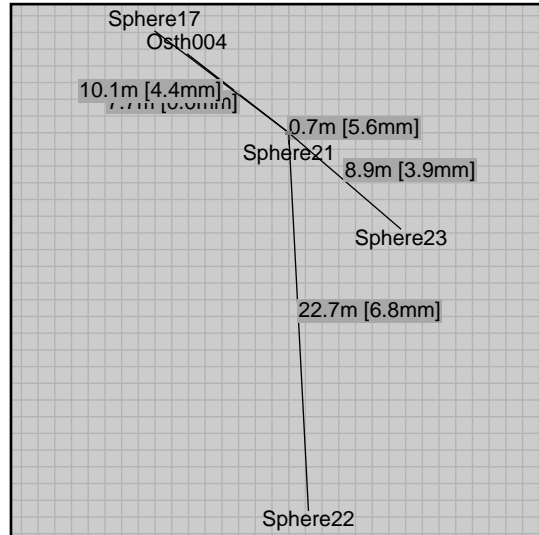 Sphere17
Osth004
10.1m [4.4mm]
0.7m [5.6mm]
Sphere21
8.9m [3.9mm]
Sphere23
22.7m [6.8mm]
Sphere22